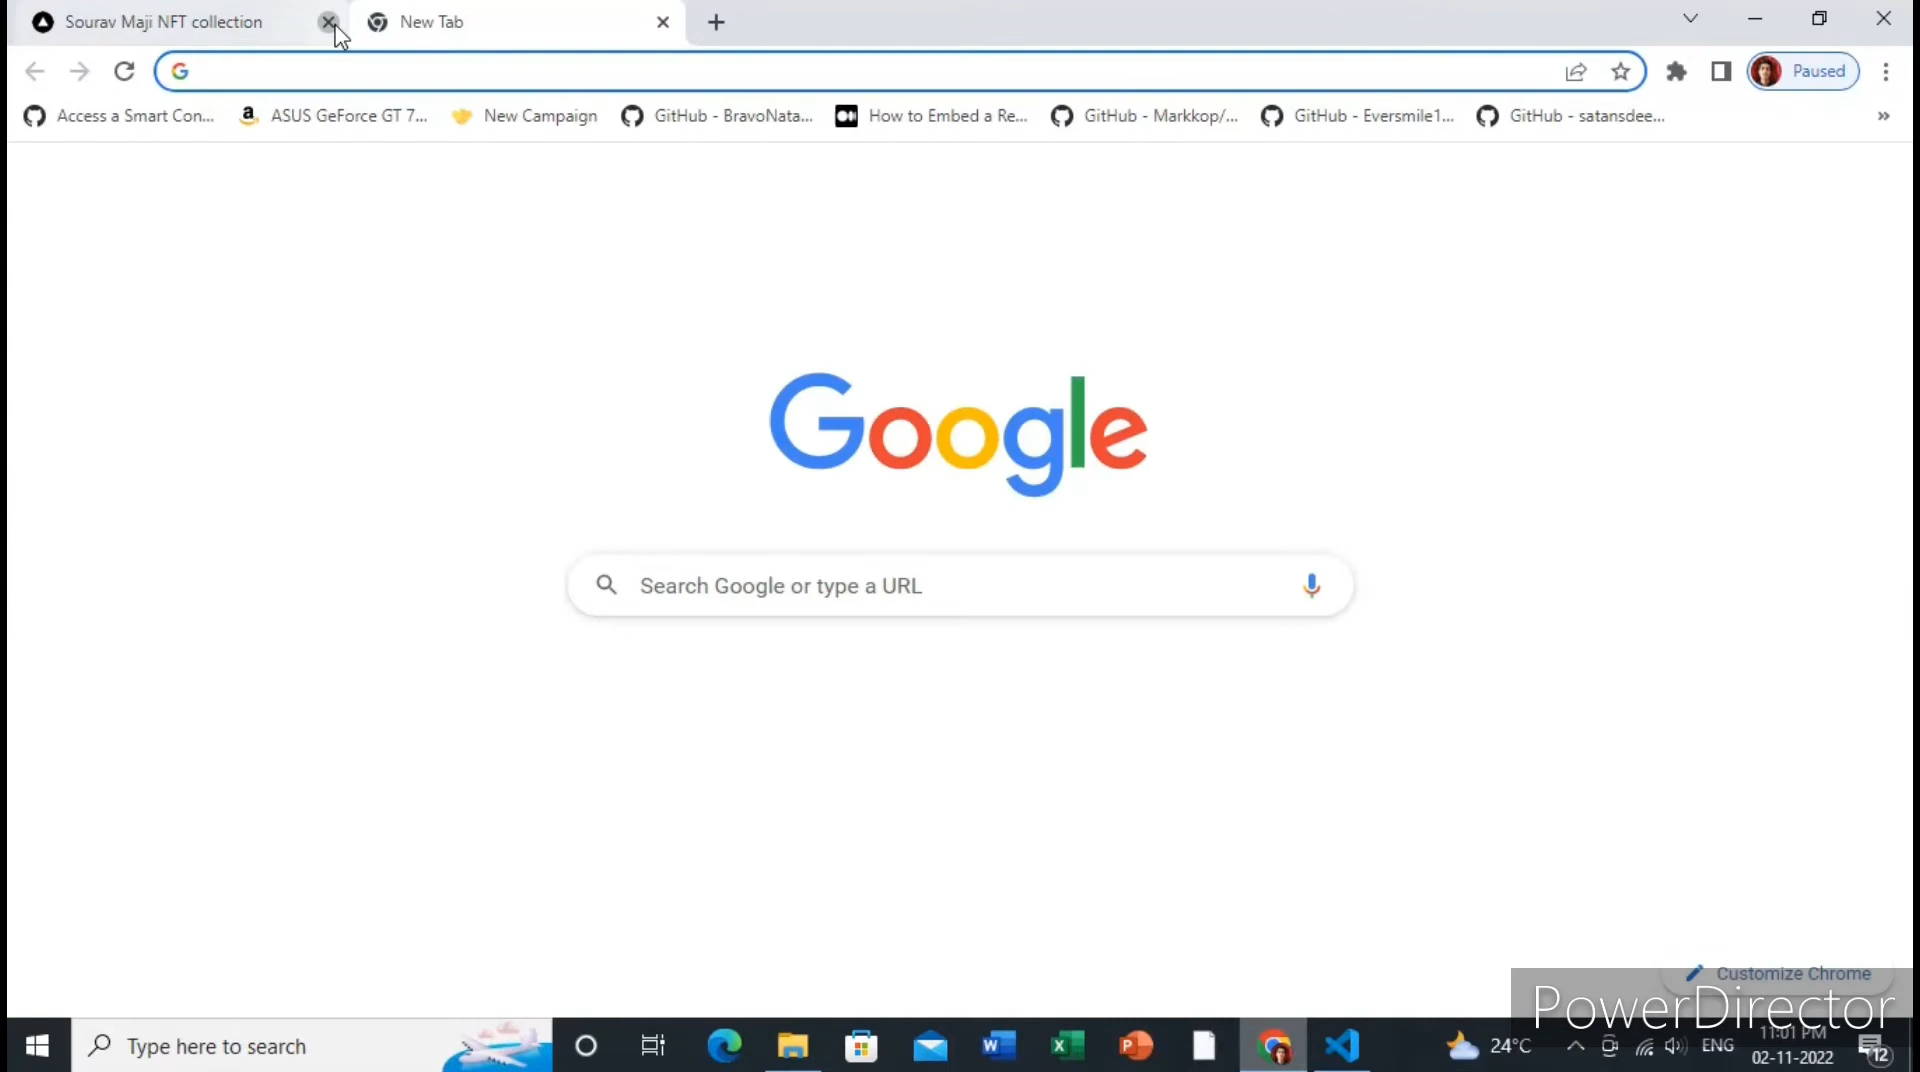 Sourav Maji NFT collection
New Tab
Paused
Access a Smart Con...
ASUS GeForce GT 7...
New Campaign
GitHub - BravoNata...
How to Embed a Re...
GitHub - Markkop/...
GitHub - Eversmile1...
GitHub - satansdee...
Google
Search Google or type a URL
Customize Chrome
PowerDirector
Type here to search
24°C
ENG
11:01 PM
02-11-2022
12